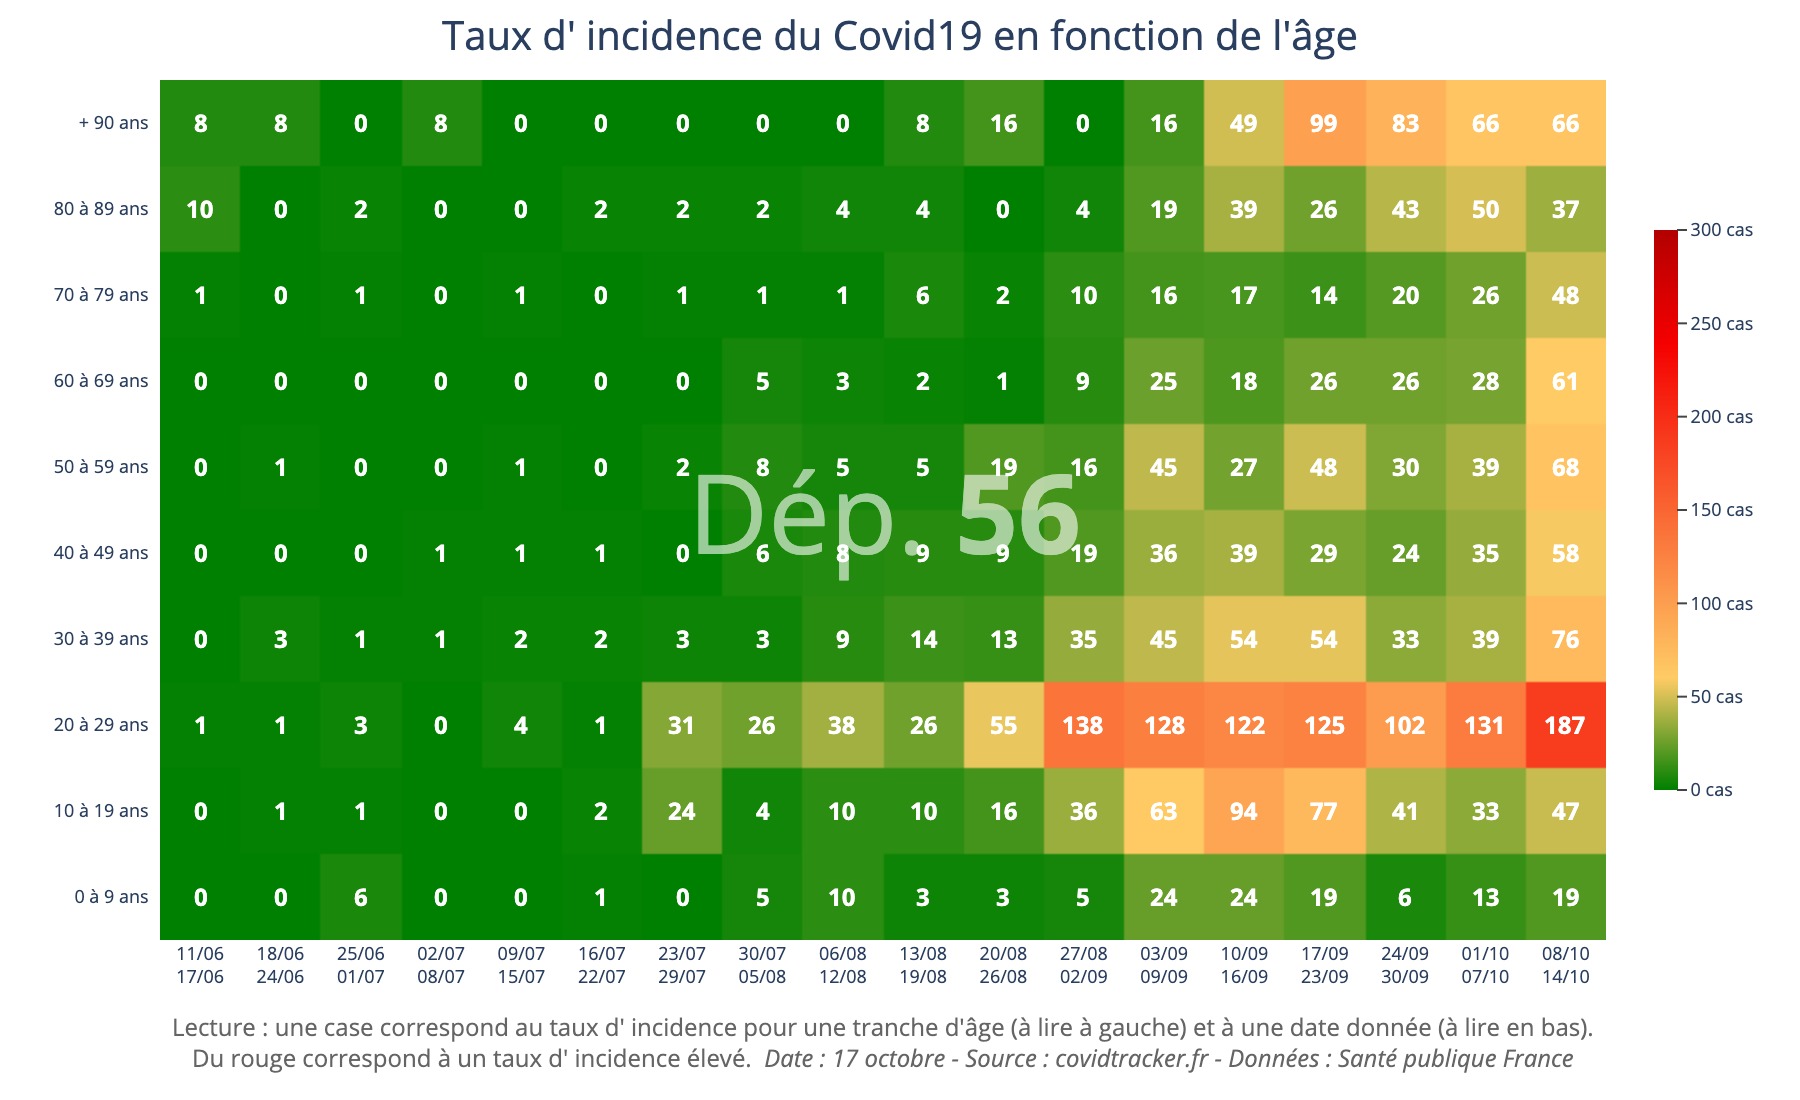 Taux d' incidence du Covid19 en fonction de l'âge
+ 90 ans 8 8 0 8 0 0 0 0 0 8 16 0 16 49 99 83 66 66
80 à 89 ans 10 0 2 0 0 2 2 2 4 4 0 4 19 39 26 43 50 37
70 à 79 ans 1 0 1 0 1 0 1 1 1 6 2 10 16 17 14 20 26 48
60 à 69 ans 0 0 0 0 0 0 0 5 3 2 1 9 25 18 26 26 28 61
50 à 59 ans 0 1 0 0 1 0 2 8 5 5 19 16 45 27 48 30 39 68
Dép. 56
40 à 49 ans 0 0 0 1 1 1 0 6 8 9 9 19 36 39 29 24 35 58
30 à 39 ans 0 3 1 1 2 2 3 3 9 14 13 35 45 54 54 33 39 76
20 à 29 ans 1 1 3 0 4 1 31 26 38 26 55 138 128 122 125 102 131 187
10 à 19 ans 0 1 1 0 0 2 24 4 10 10 16 36 63 94 77 41 33 47
0 à 9 ans 0 0 6 0 0 1 0 5 10 3 3 5 24 24 19 6 13 19
11/06 18/06 25/06 02/07 09/07 16/07 23/07 30/07 06/08 13/08 20/08 27/08 03/09 10/09 17/09 24/09 01/10 08/10
17/06 24/06 01/07 08/07 15/07 22/07 29/07 05/08 12/08 19/08 26/08 02/09 09/09 16/09 23/09 30/09 07/10 14/10
300 cas
250 cas
200 cas
150 cas
100 cas
50 cas
0 cas
Lecture : une case correspond au taux d' incidence pour une tranche d'âge (à lire à gauche) et à une date donnée (à lire en bas).
Du rouge correspond à un taux d' incidence élevé. Date : 17 octobre - Source : covidtracker.fr - Données : Santé publique France